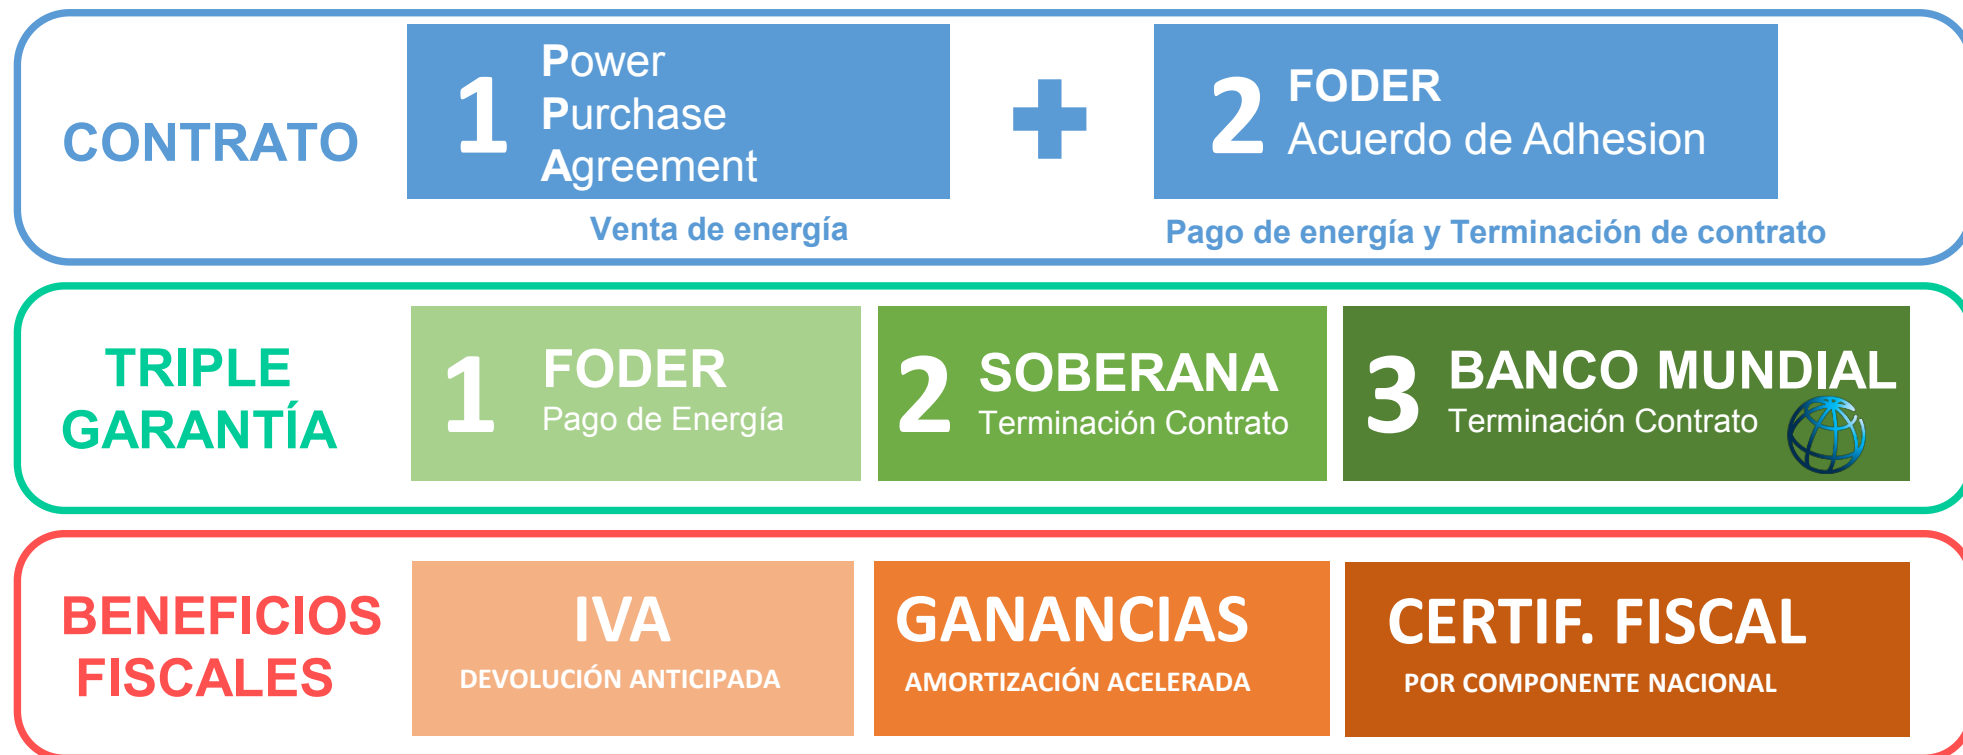 CONTRATO
1
Power
Purchase
Agreement
Venta de energía
2
FODER
Acuerdo de Adhesion
Pago de energía y Terminación de contrato
TRIPLE
GARANTÍA
1
FODER
Pago de Energía
2
SOBERANA
Terminación Contrato
3
BANCO MUNDIAL
Terminación Contrato
BENEFICIOS
FISCALES
IVA
DEVOLUCIÓN ANTICIPADA
GANANCIAS
AMORTIZACIÓN ACELERADA
CERTIF. FISCAL
POR COMPONENTE NACIONAL